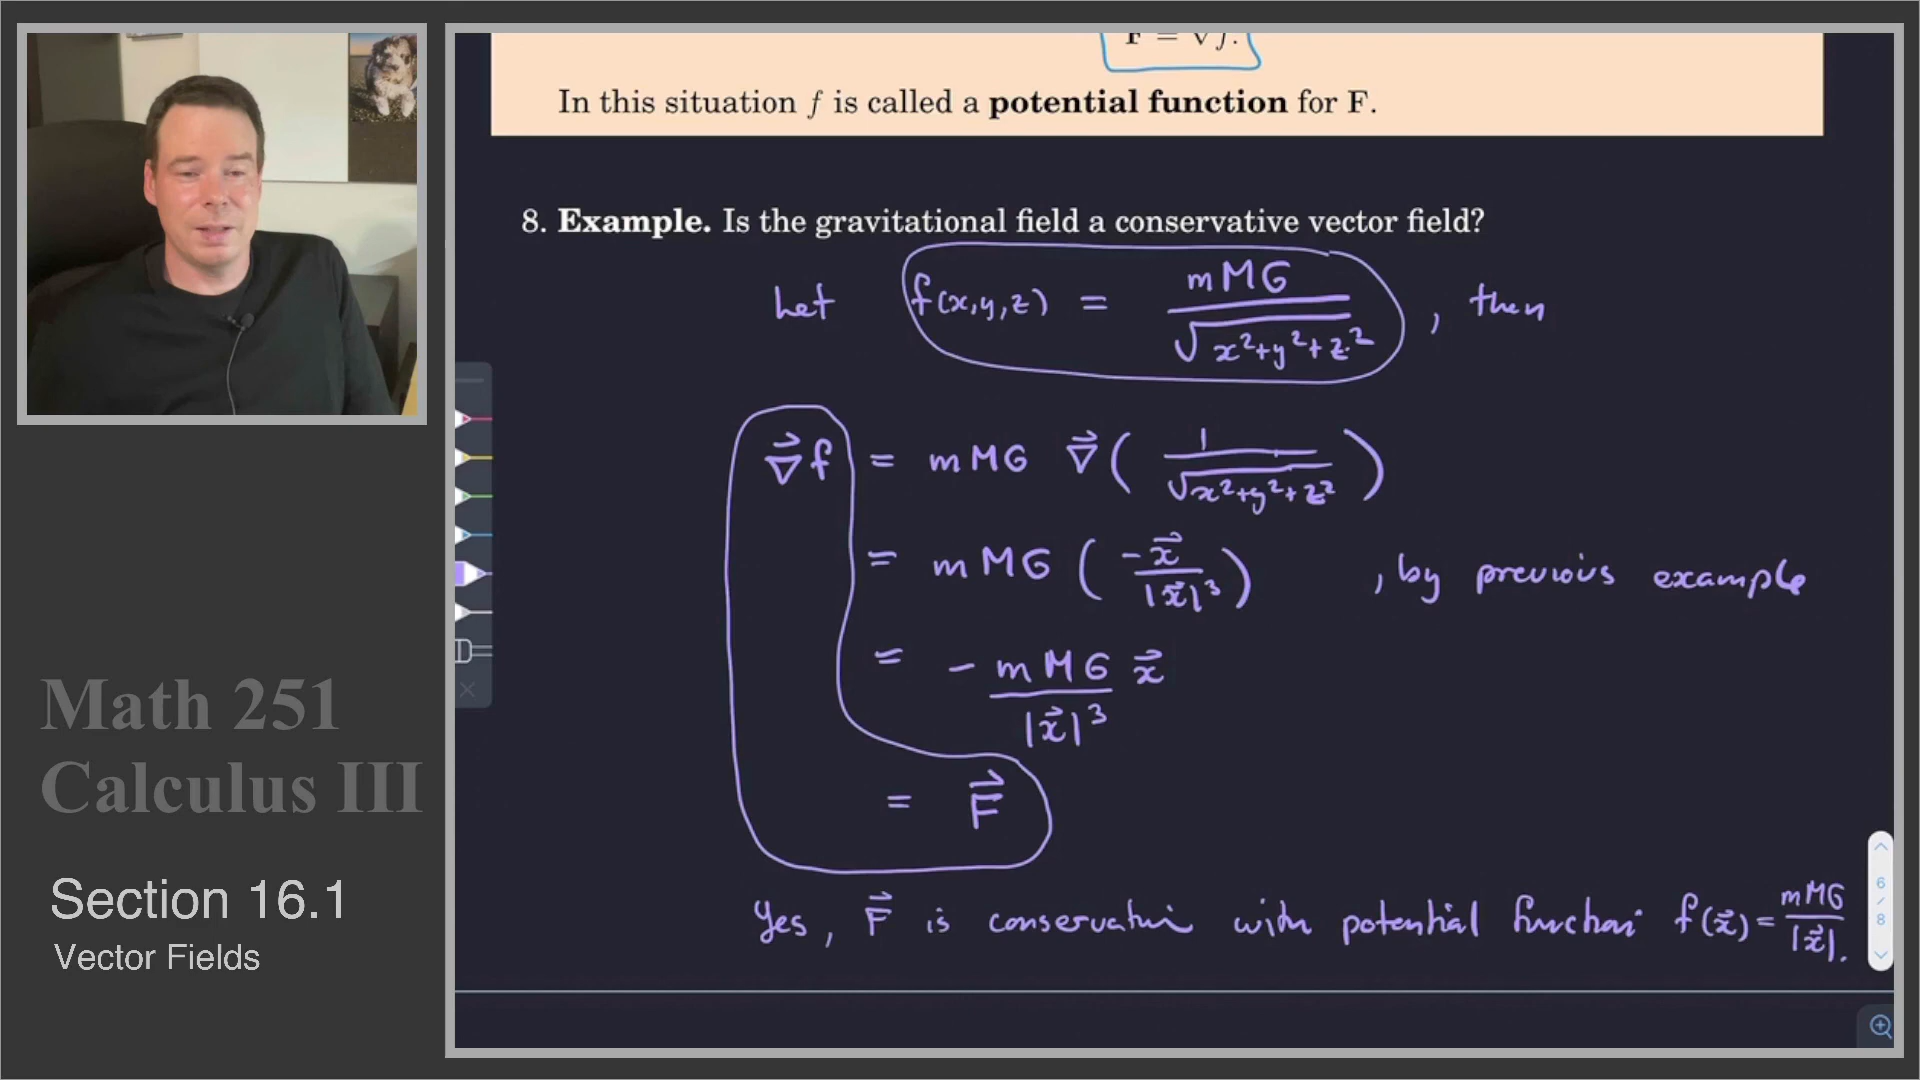 F = ∇f.
In this situation f is called a potential function for F.
8. Example. Is the gravitational field a conservative vector field?
Let f(x,y,z) = mMG / √(x²+y²+z²) , then
∇⃗f = mMG ∇⃗( 1 / √(x²+y²+z²) )
= mMG ( -x⃗ / |x⃗|³ ) , by previous example
= - mMG / |x⃗|³ x⃗
= F⃗
Yes, F⃗ is conservative with potential function f(x⃗) = mMG / |x⃗|.
Math 251
Calculus III
Section 16.1
Vector Fields
6
/
8